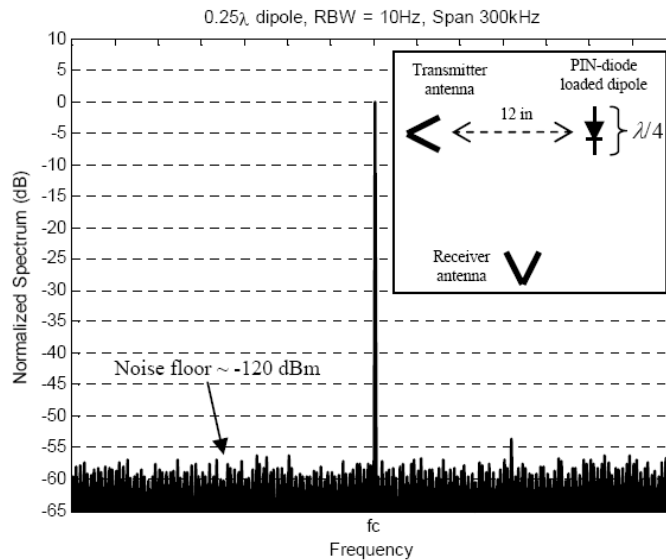 0.25λ dipole, RBW = 10Hz, Span 300kHz
Normalized Spectrum (dB)
10
5
0
-5
-10
-15
-20
-25
-30
-35
-40
-45
-50
-55
-60
-65
Transmitter
antenna
PIN-diode
loaded dipole
12 in
λ/4
Receiver
antenna
Noise floor ~ -120 dBm
fc
Frequency